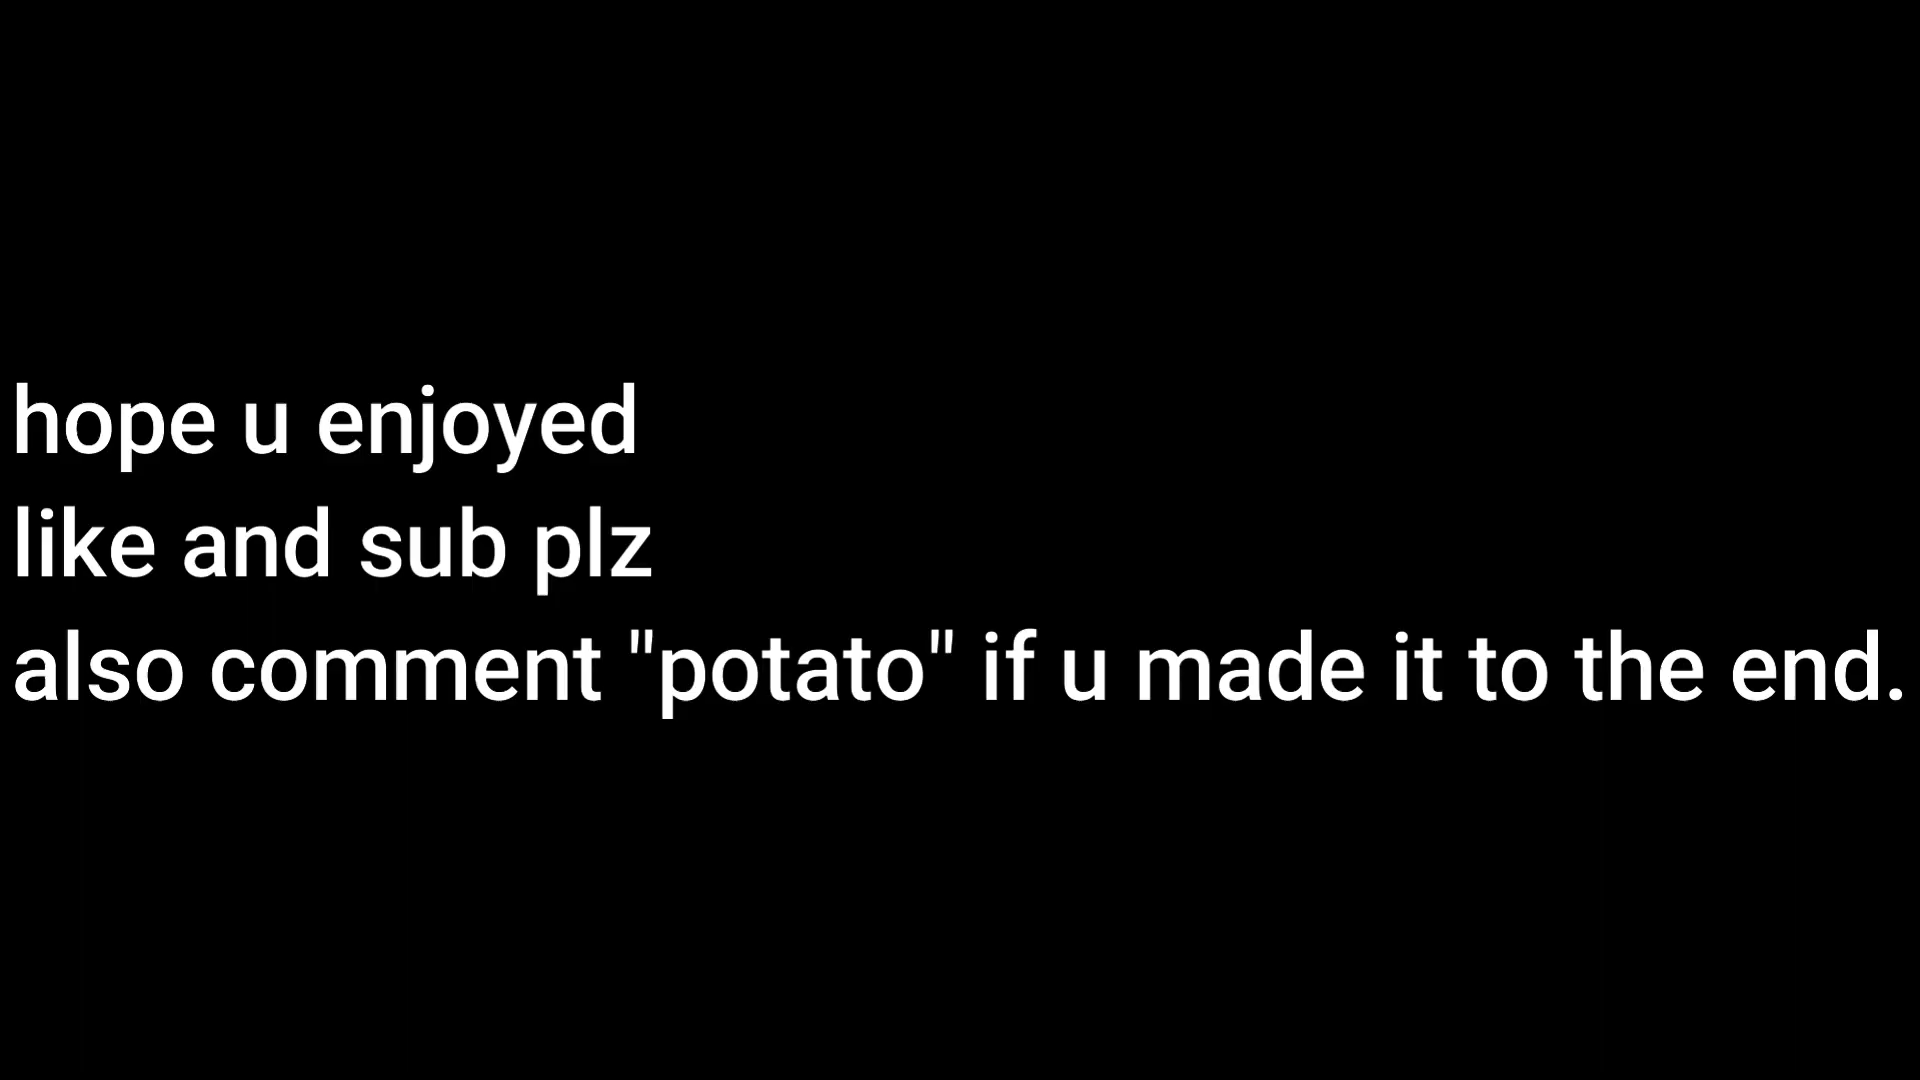 hope u enjoyed
like and sub plz
also comment "potato" if u made it to the end.